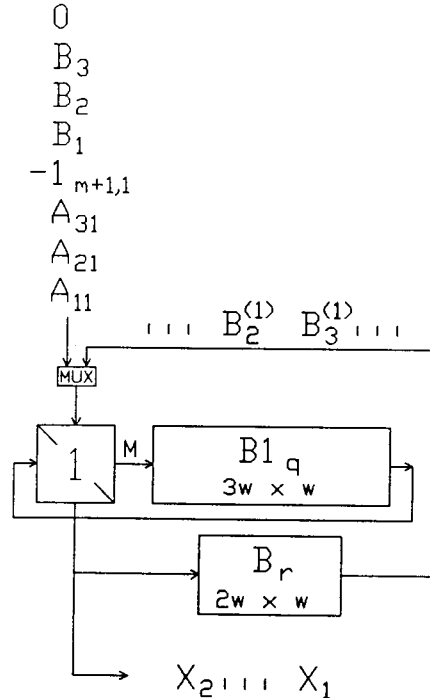 0
B3
B2
B1
-1 m+1,1
A31
A21
A11
B2(1) B3(1)
MUX
1
M
B1q
3w x w
Br
2w x w
X2 X1